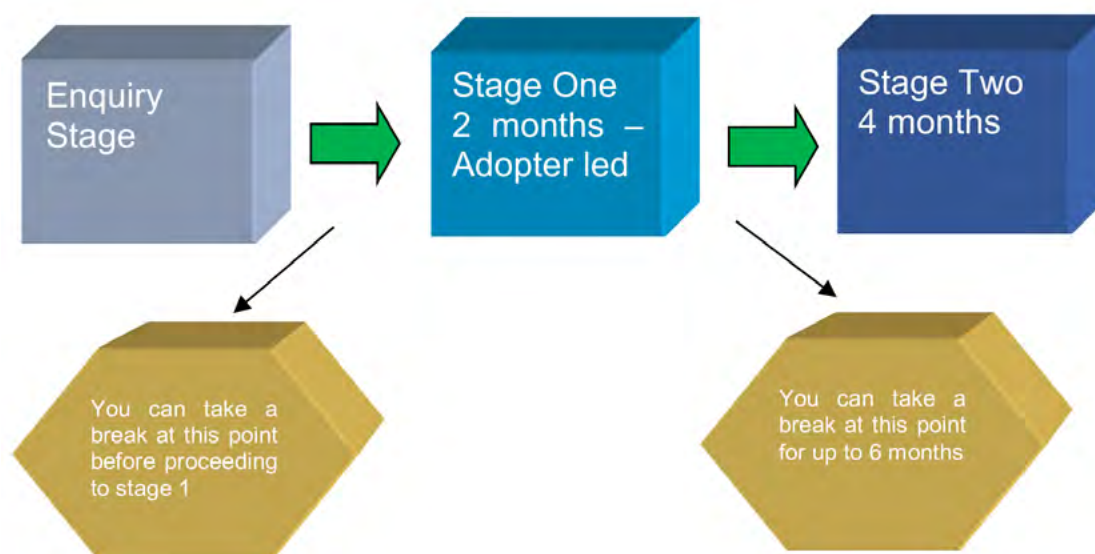 Enquiry
Stage
Stage One
2 months –
Adopter led
Stage Two
4 months
You can take a
break at this point
before proceeding
to stage 1
You can take a
break at this point
for up to 6 months